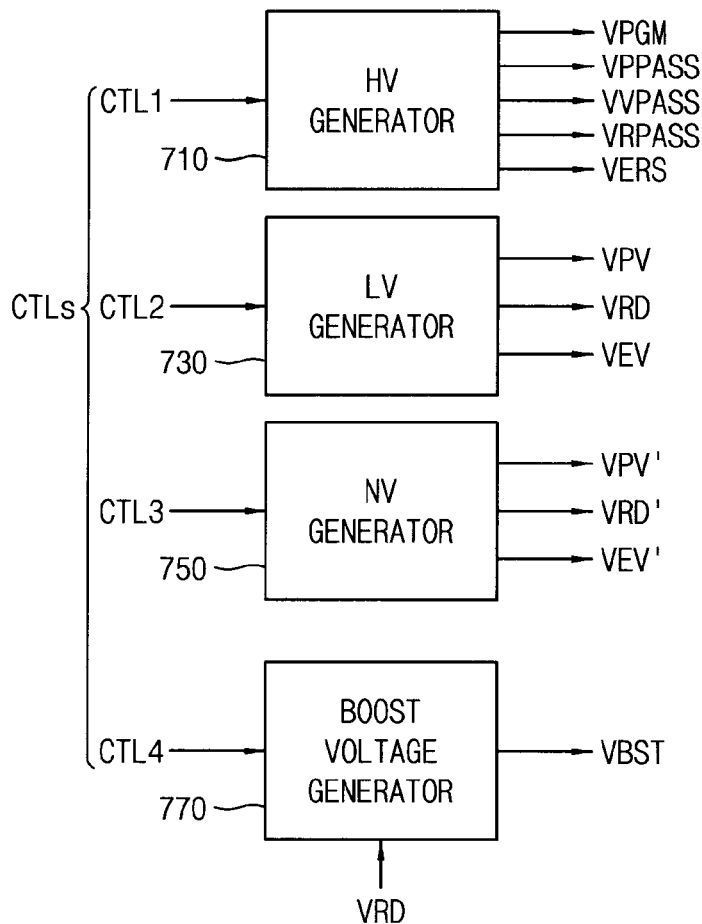 CTLs
CTL1
HV
GENERATOR
710
VPGM
VPPASS
VVPASS
VRPASS
VERS
CTL2
LV
GENERATOR
730
VPV
VRD
VEV
CTL3
NV
GENERATOR
750
VPV'
VRD'
VEV'
CTL4
BOOST
VOLTAGE
GENERATOR
770
VBST
VRD